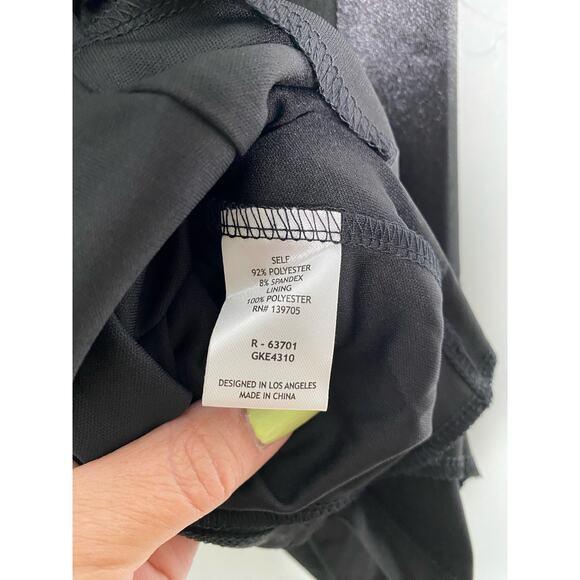 SELF
92% POLYESTER
8% SPANDEX
LINING
100% POLYESTER
RN# 139705
R - 63701
GKE4310
DESIGNED IN LOS ANGELES
MADE IN CHINA